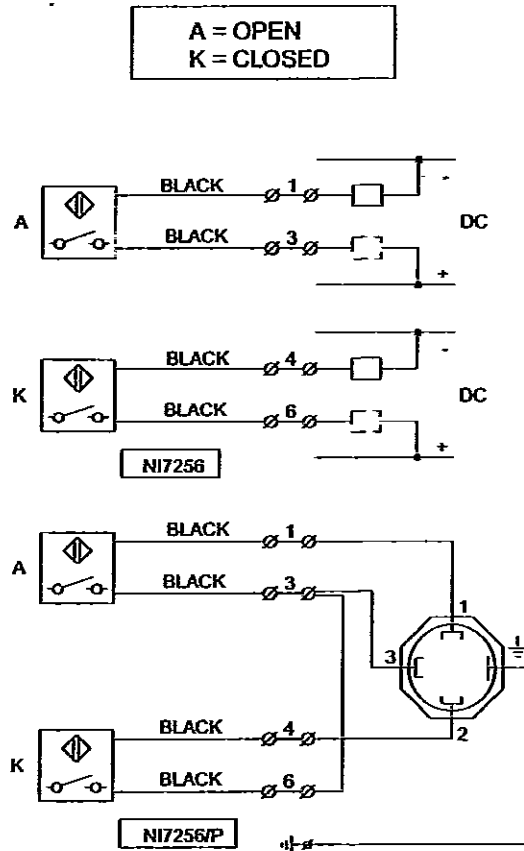 A = OPEN
K = CLOSED
BLACK 1
-
A
DC
BLACK 3
+
BLACK 4
-
K
DC
BLACK 6
+
NI7256
BLACK 1
A
BLACK 3
1
3
2
BLACK 4
K
BLACK 6
NI7256/P